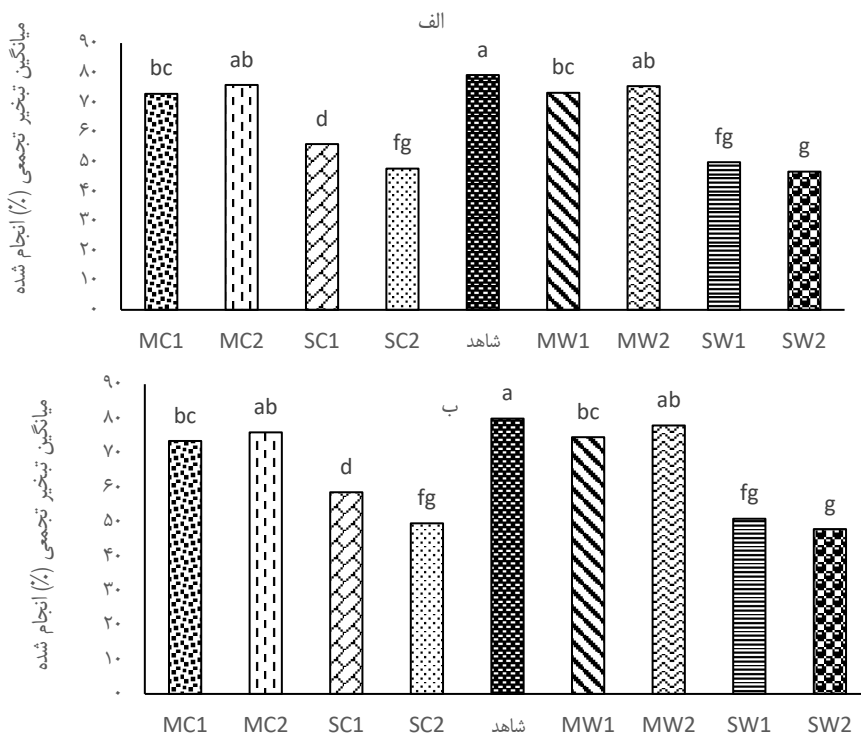 الف
میانگین تبخیر تجمعی (%) انجام شده
۹۰
۸۰
۷۰
۶۰
۵۰
۴۰
۳۰
۲۰
۱۰
۰
bc ab d fg a bc ab fg g
MC1 MC2 SC1 SC2 شاهد MW1 MW2 SW1 SW2
ب
میانگین تبخیر تجمعی (%) انجام شده
۹۰
۸۰
۷۰
۶۰
۵۰
۴۰
۳۰
۲۰
۱۰
۰
bc ab d fg a bc ab fg g
MC1 MC2 SC1 SC2 شاهد MW1 MW2 SW1 SW2